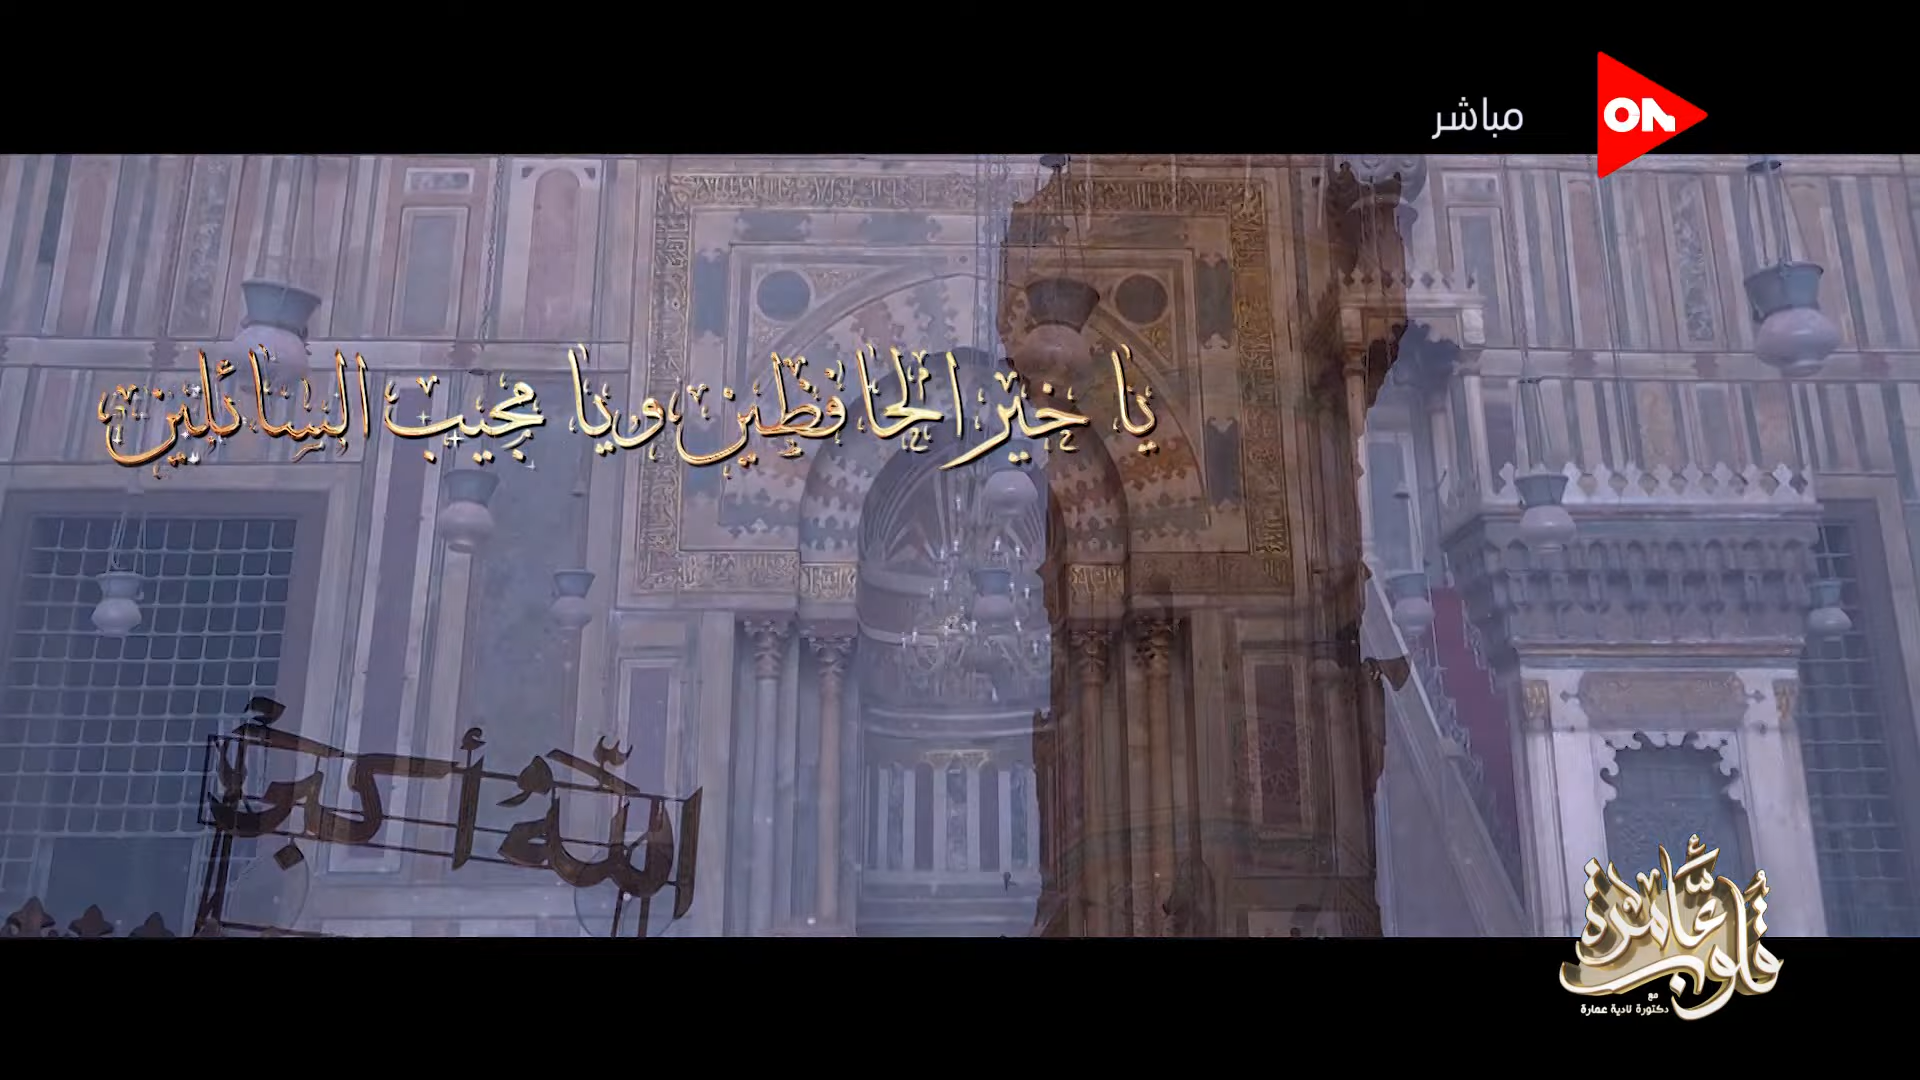 مباشر
ON
يا خير الحافظين ويا مجيب السائلين
الله أكبر
قلوب عامرة
مع
دكتورة نادية عمارة